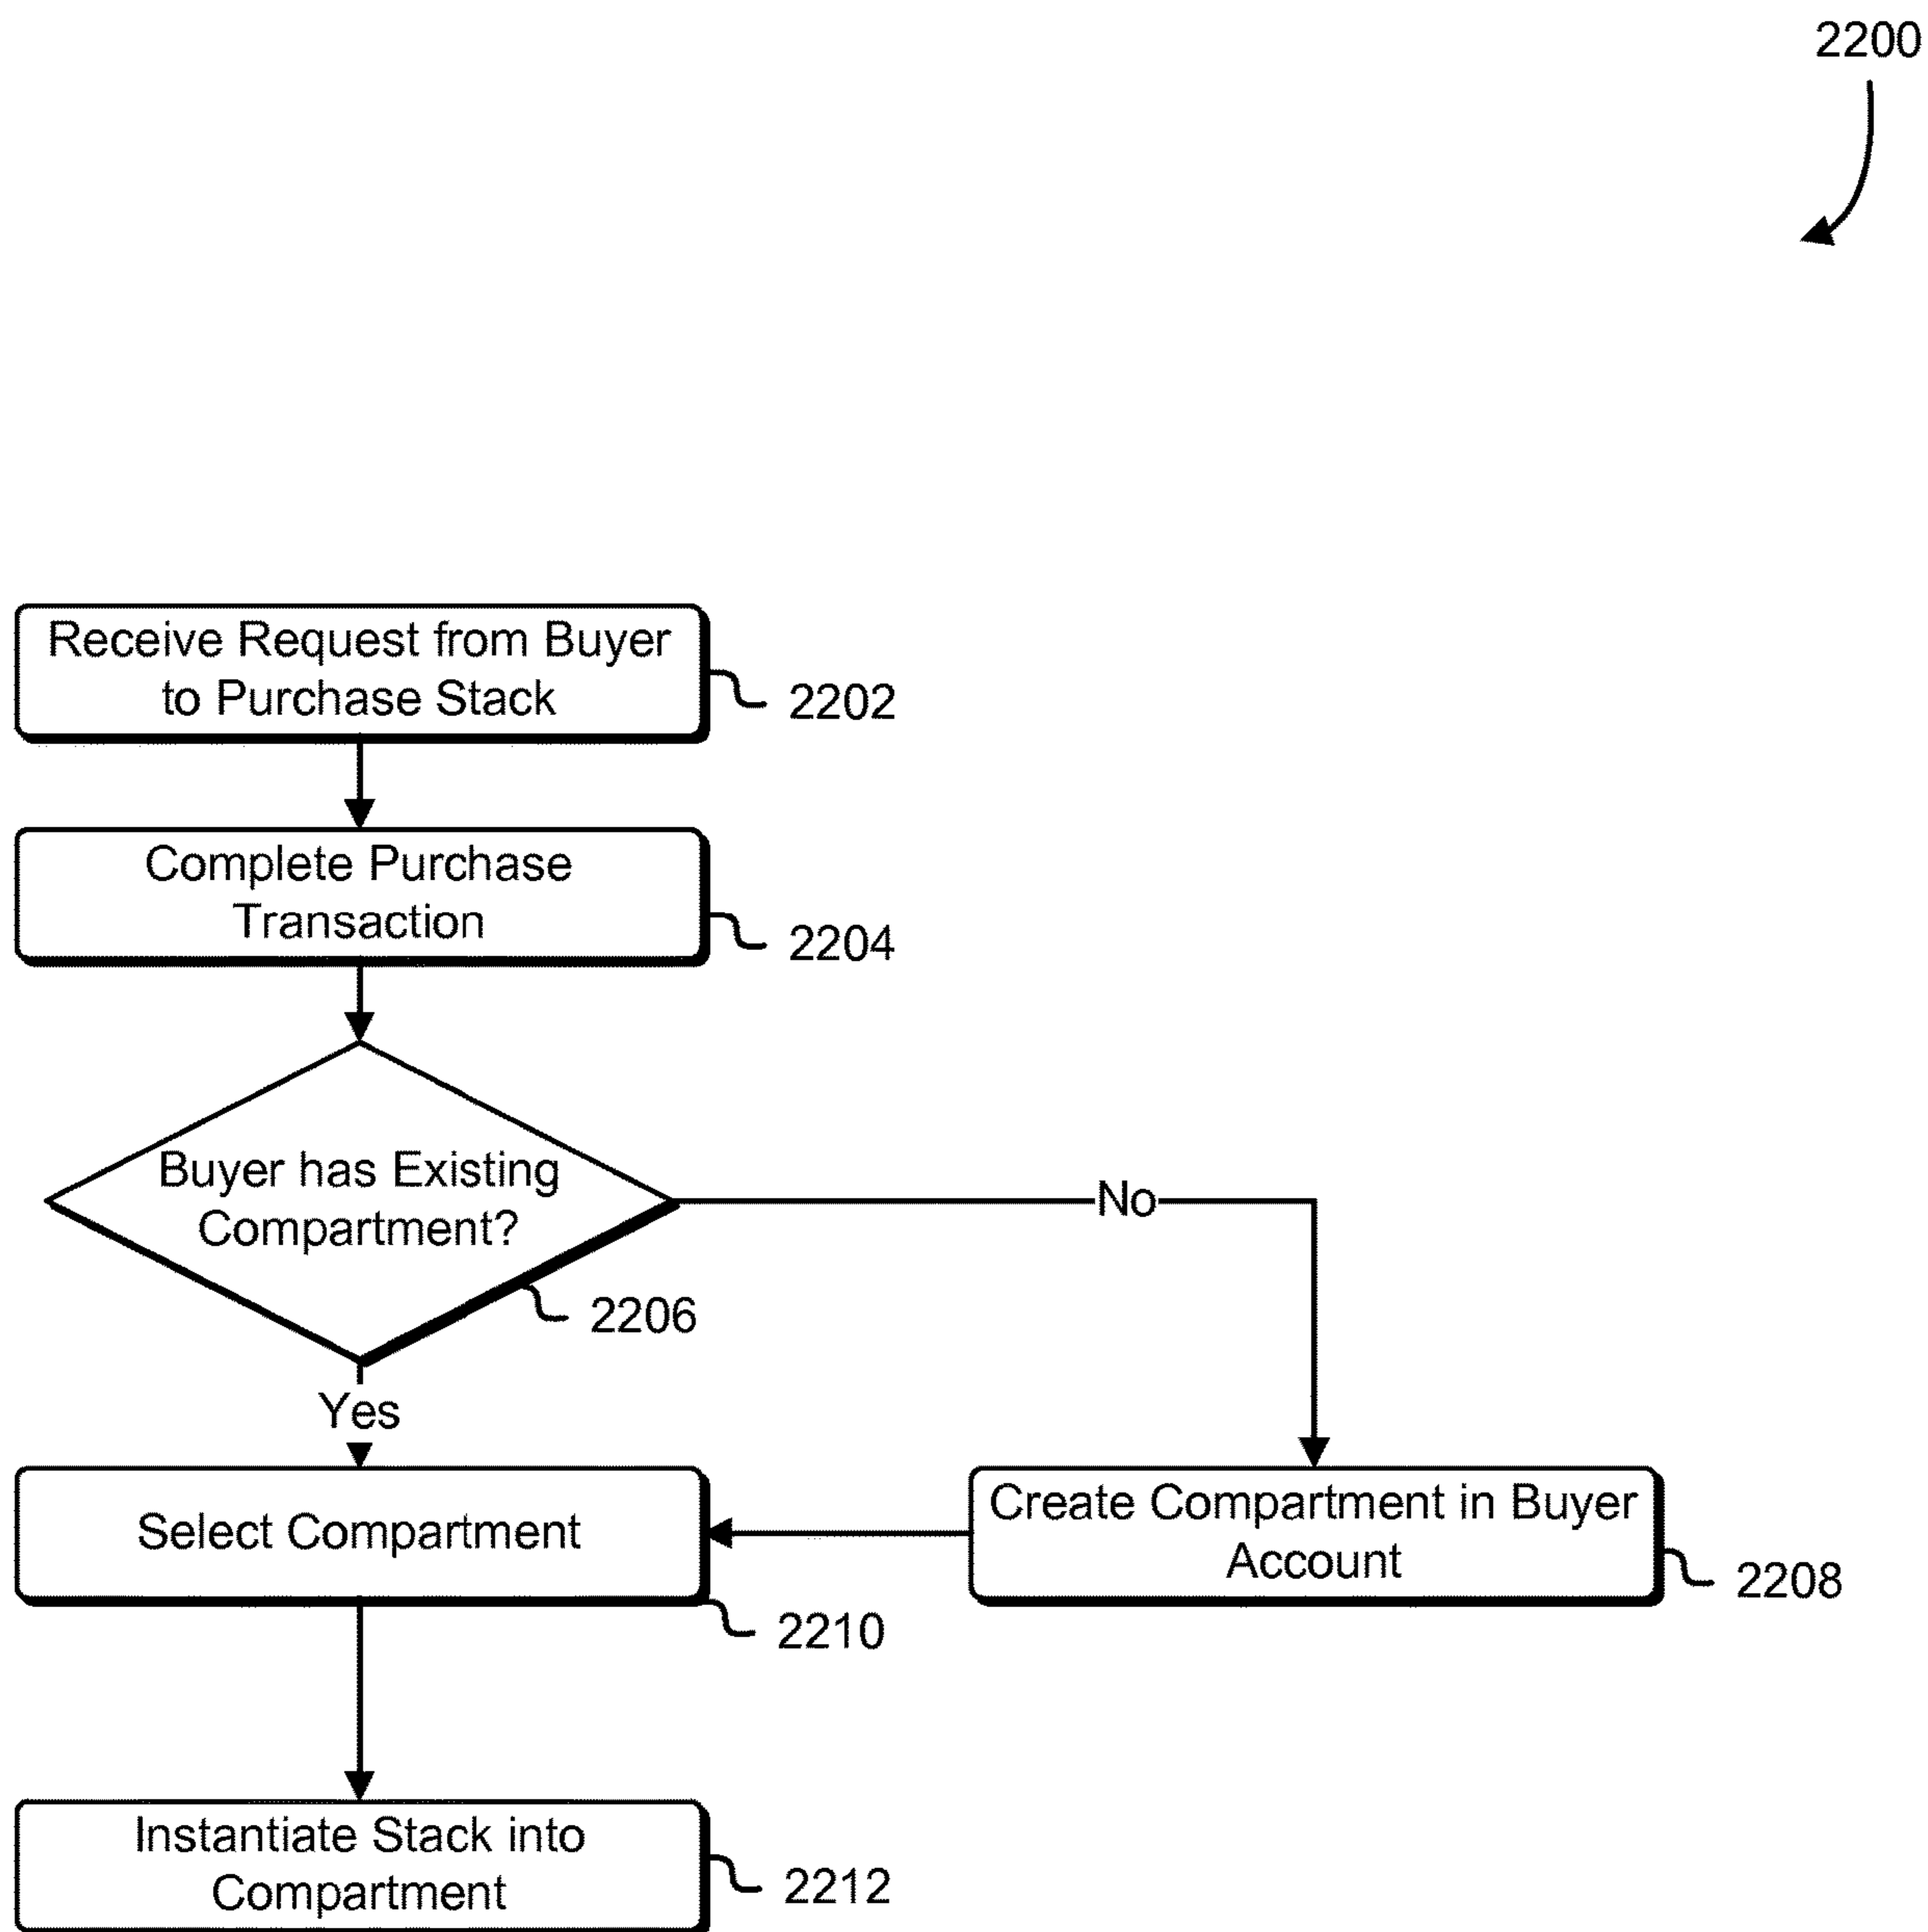 2200
Receive Request from Buyer
to Purchase Stack
2202
Complete Purchase
Transaction
2204
Buyer has Existing
Compartment?
No
2206
Yes
Select Compartment
2210
Create Compartment in Buyer
Account
2208
Instantiate Stack into
Compartment
2212